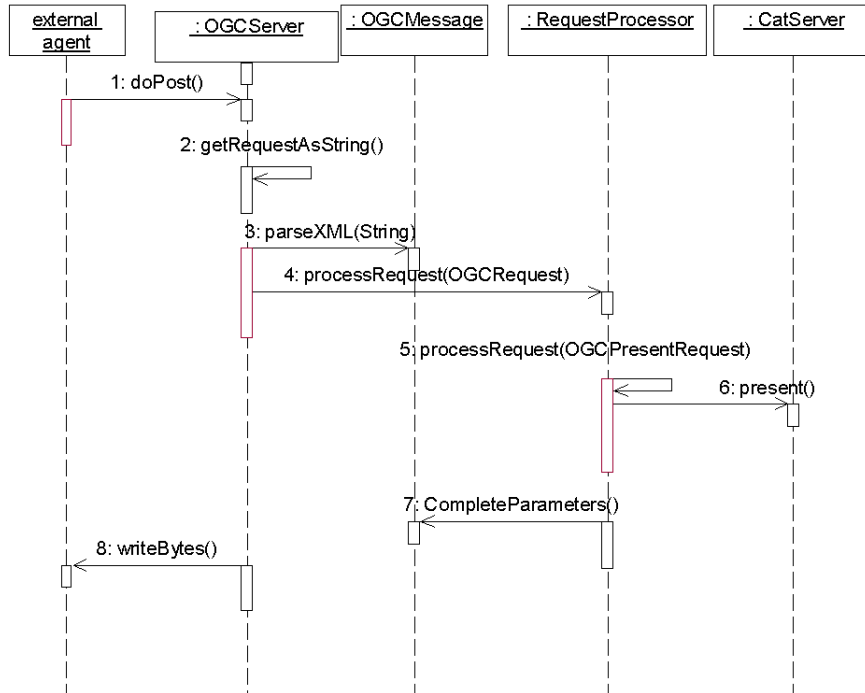 external
agent
: OGCServer
: OGCMessage
: RequestProcessor
: CatServer
1: doPost()
2: getRequestAsString()
3: parseXML(String)
4: processRequest(OGCRequest)
5: processRequest(OGCPresentRequest)
6: present()
7: CompleteParameters()
8: writeBytes()